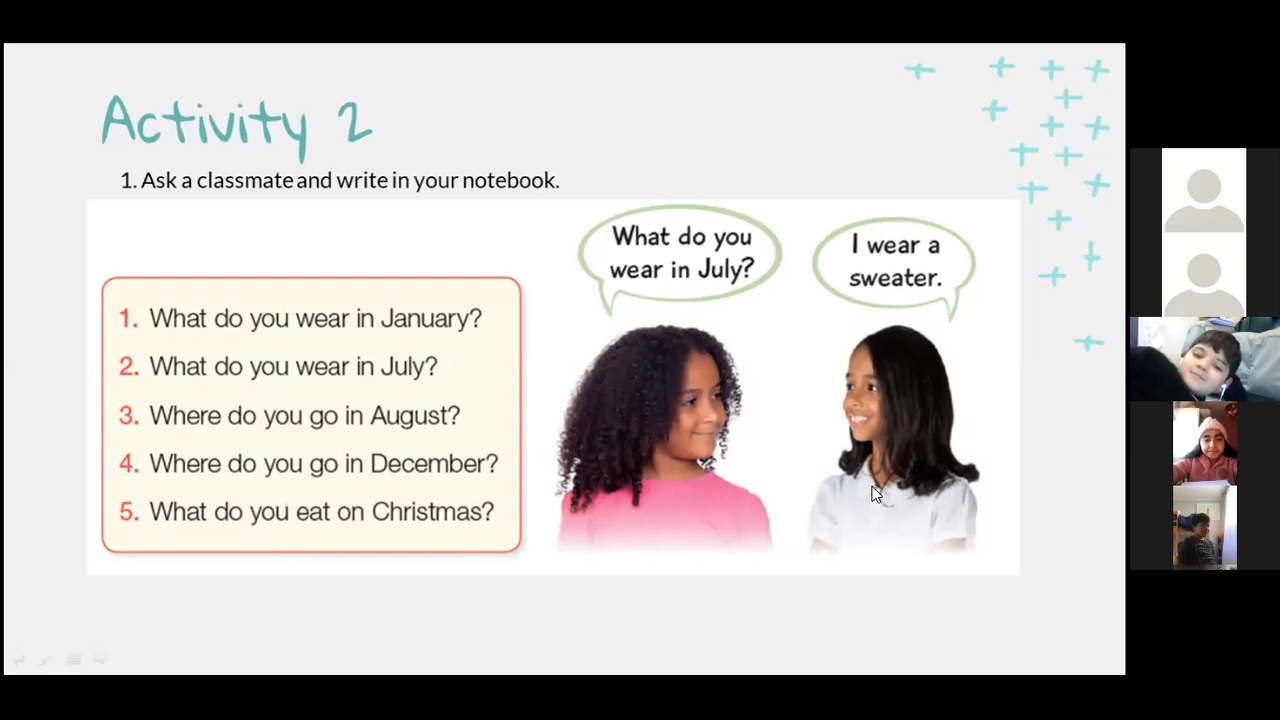 Activity 2
1. Ask a classmate and write in your notebook.
What do you
wear in July?
I wear a
sweater.
1. What do you wear in January?
2. What do you wear in July?
3. Where do you go in August?
4. Where do you go in December?
5. What do you eat on Christmas?